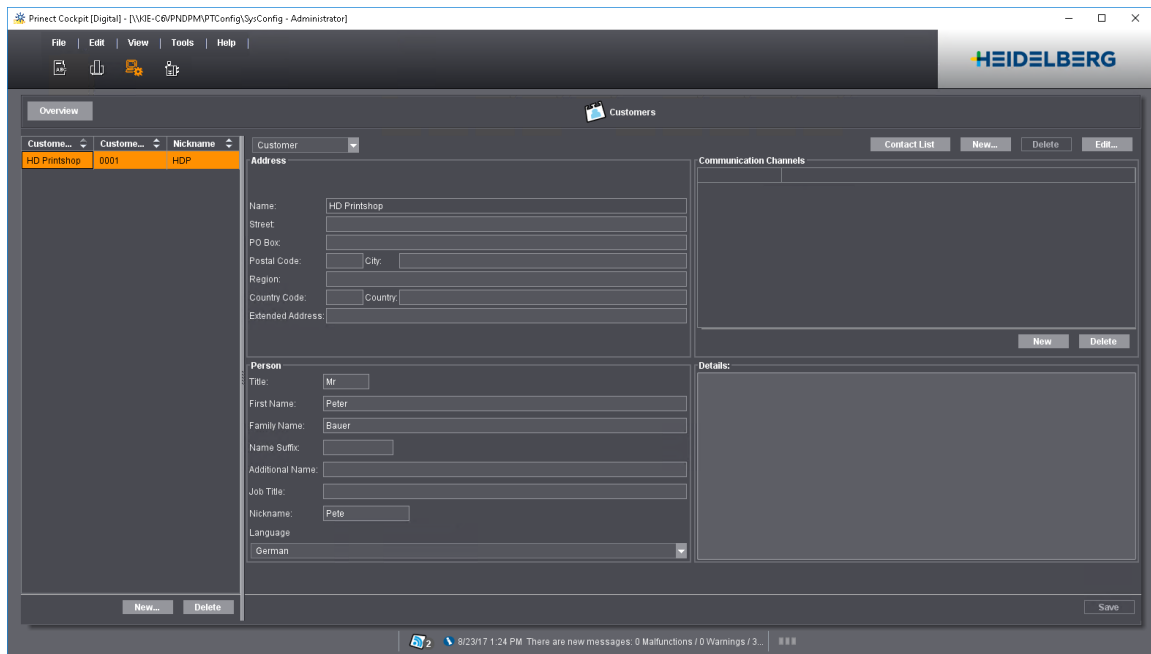 Prinect Cockpit [Digital] - [\\KIE-C6VPNDPM\PTConfig\SysConfig - Administrator]
File | Edit | View | Tools | Help |
HEIDELBERG
Overview
Customers
Custome... Custome... Nickname
HD Printshop 0001 HDP
Customer
Contact List New... Delete Edit...
Address
Communication Channels
Name: HD Printshop
Street:
PO Box:
Postal Code: City:
Region:
Country Code: Country:
Extended Address:
New Delete
Person
Details:
Title: Mr
First Name: Peter
Family Name: Bauer
Name Suffix:
Additional Name:
Job Title:
Nickname: Pete
Language
German
New... Delete
Save
2 8/23/17 1:24 PM There are new messages: 0 Malfunctions / 0 Warnings / 3...